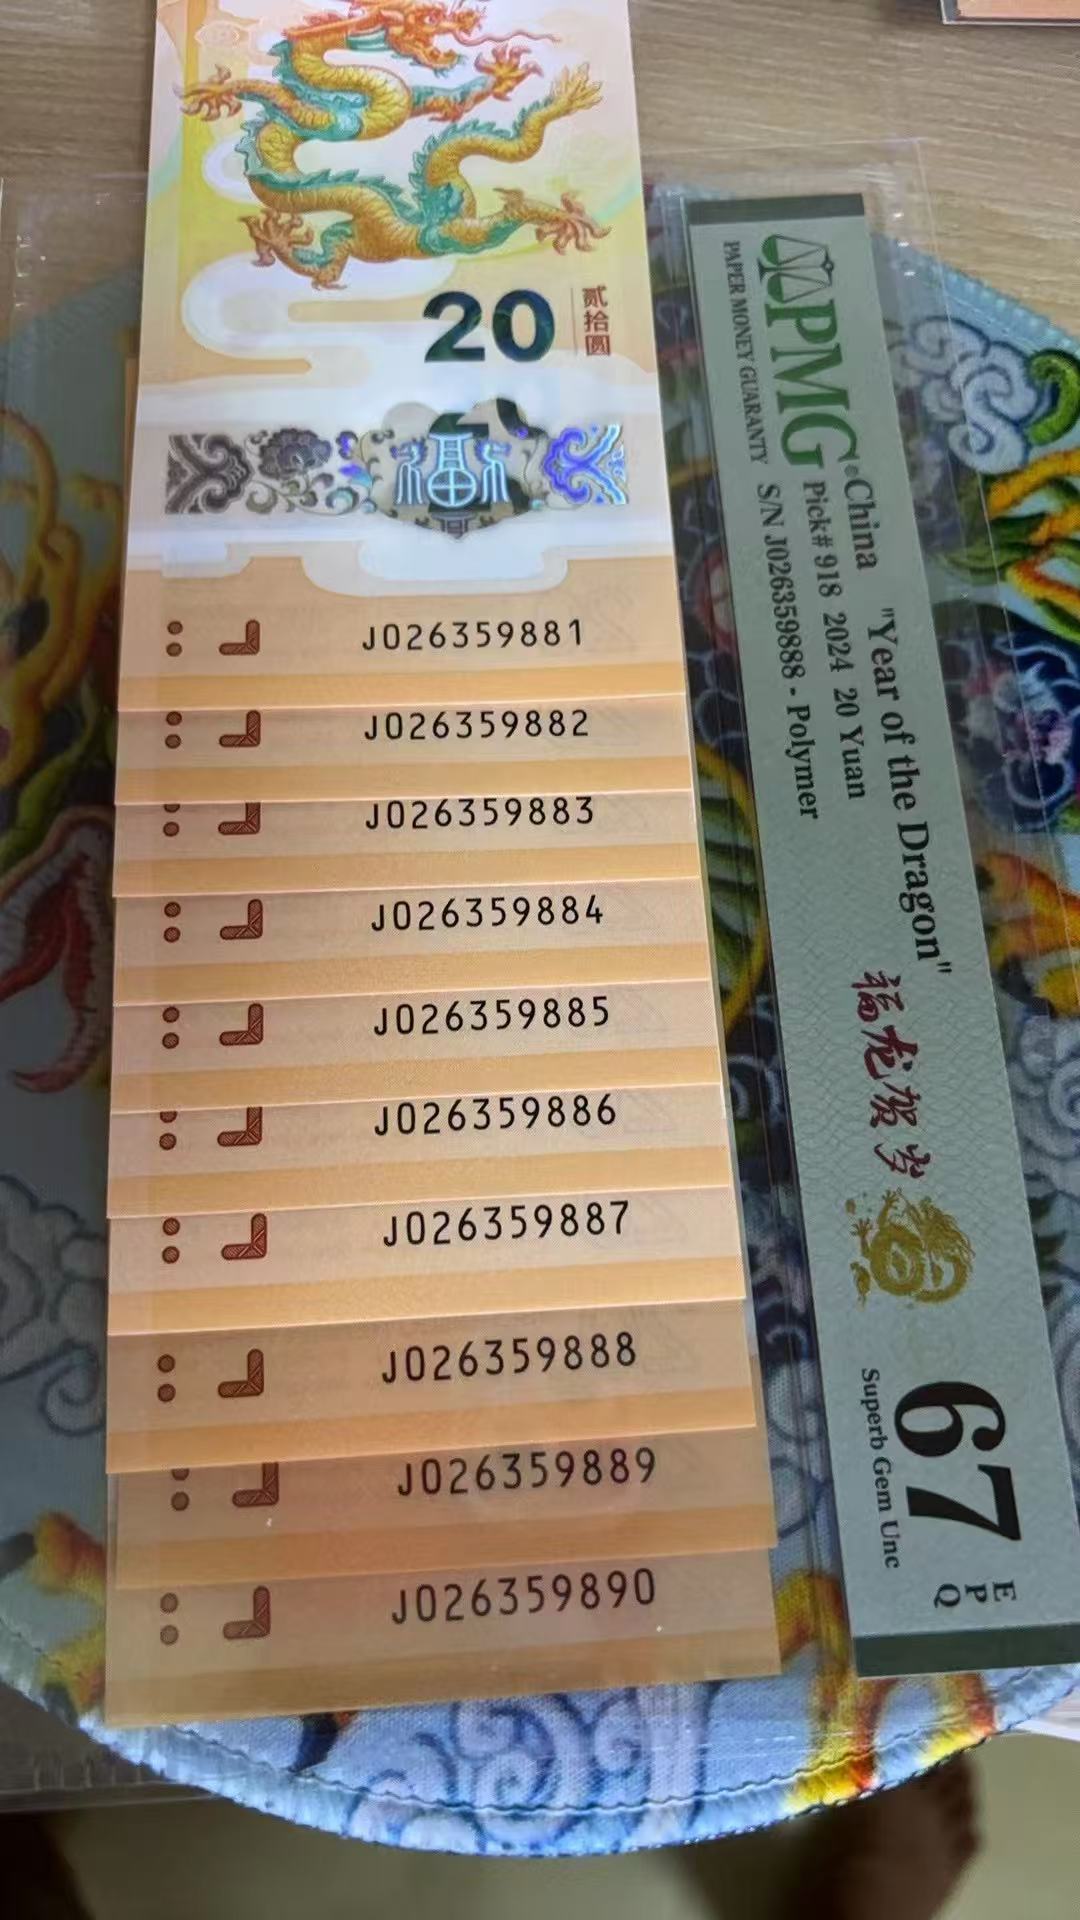 20
贰拾圆
J026359881
J026359882
J026359883
J026359884
J026359885
J026359886
J026359887
J026359888
J026359889
J026359890
PMG
PAPER MONEY GUARANTY
China
"Year of the Dragon"
Pick# 918 2024 20 Yuan
S/N J026359888 - Polymer
福龙贺岁
67
EPQ
Superb Gem Unc